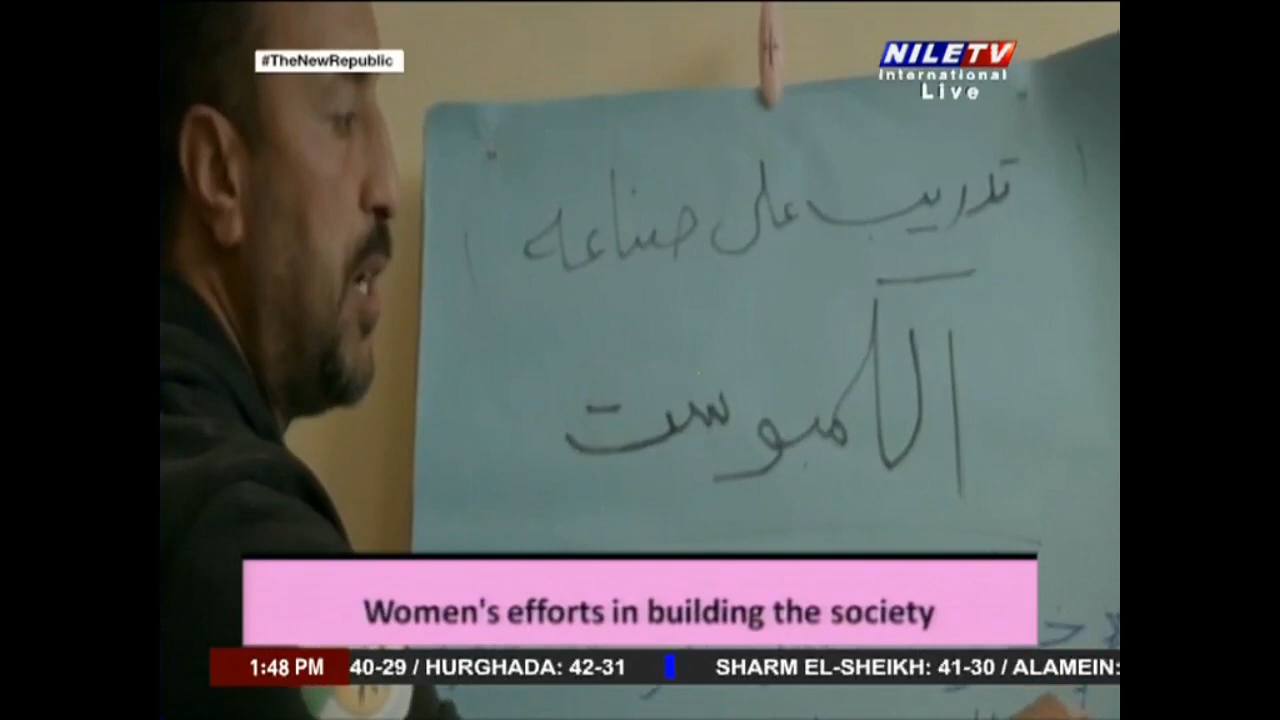 #TheNewRepublic
NILETV
International
Live
تدريب على صناعه
الكمبوست
Women's efforts in building the society
1:48 PM 40-29 / HURGHADA: 42-31 SHARM EL-SHEIKH: 41-30 / ALAMEIN: